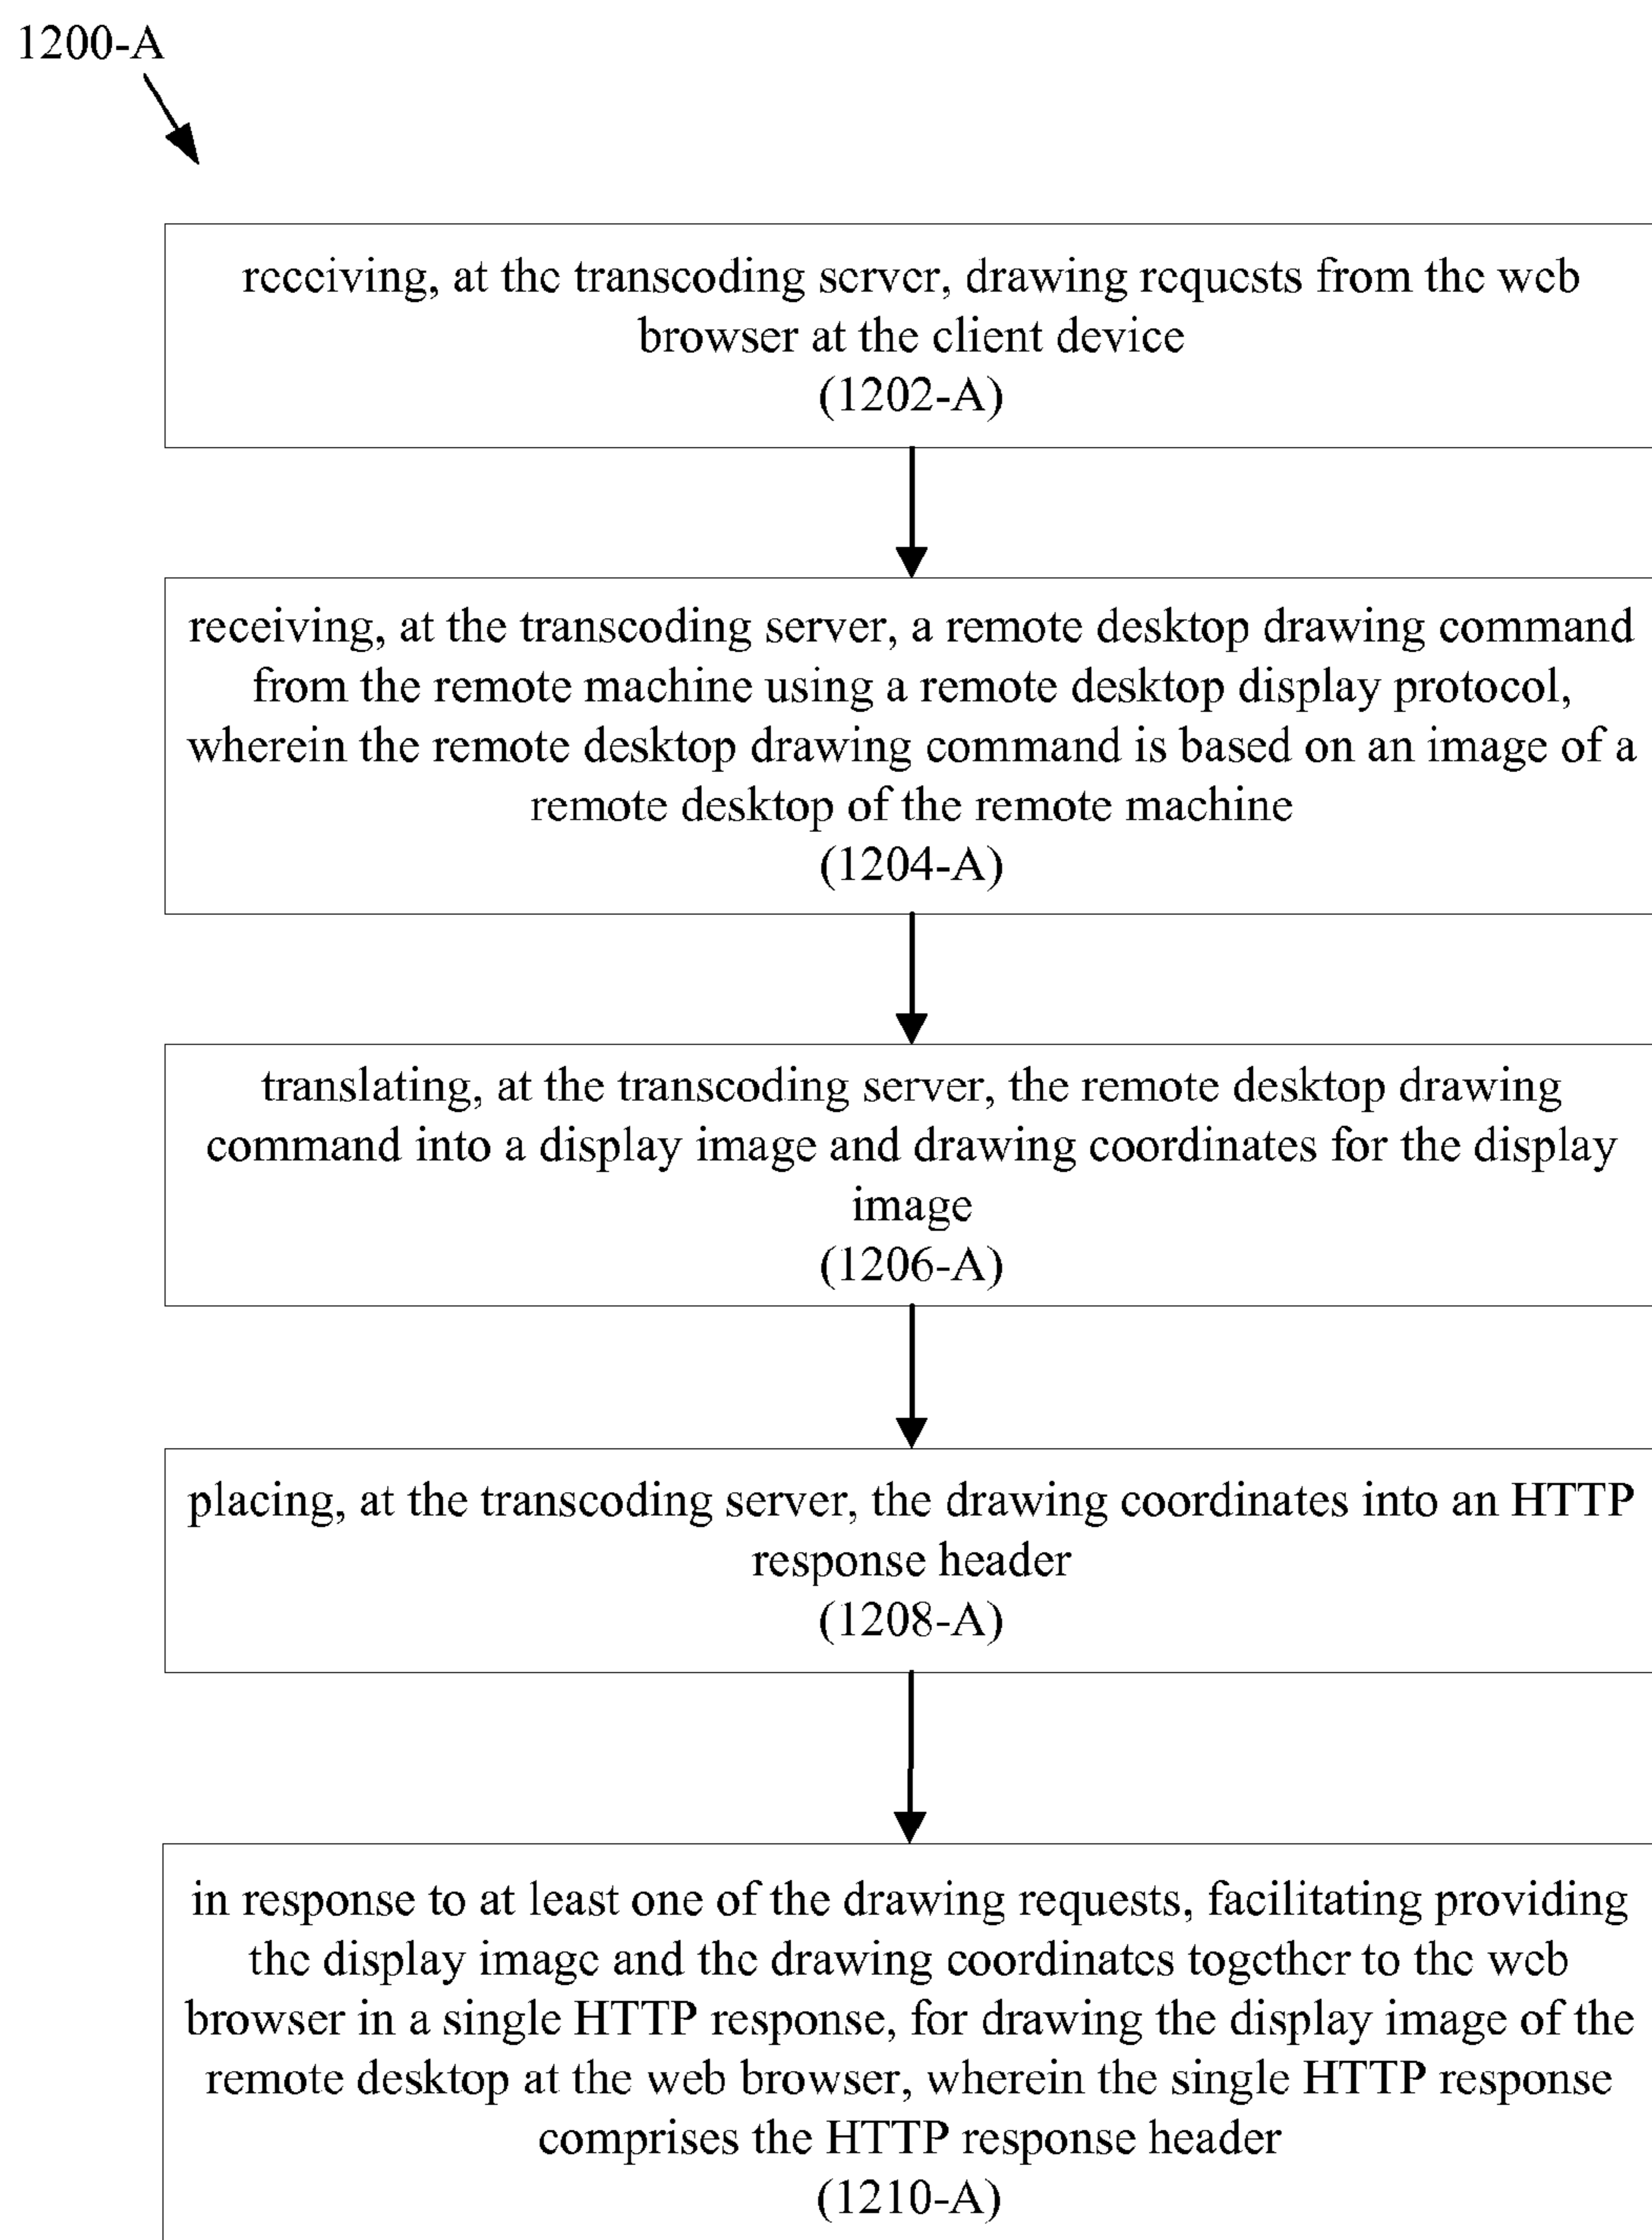 1200-A
receiving, at the transcoding server, drawing requests from the web
browser at the client device
(1202-A)
receiving, at the transcoding server, a remote desktop drawing command
from the remote machine using a remote desktop display protocol,
wherein the remote desktop drawing command is based on an image of a
remote desktop of the remote machine
(1204-A)
translating, at the transcoding server, the remote desktop drawing
command into a display image and drawing coordinates for the display
image
(1206-A)
placing, at the transcoding server, the drawing coordinates into an HTTP
response header
(1208-A)
in response to at least one of the drawing requests, facilitating providing
the display image and the drawing coordinates together to the web
browser in a single HTTP response, for drawing the display image of the
remote desktop at the web browser, wherein the single HTTP response
comprises the HTTP response header
(1210-A)